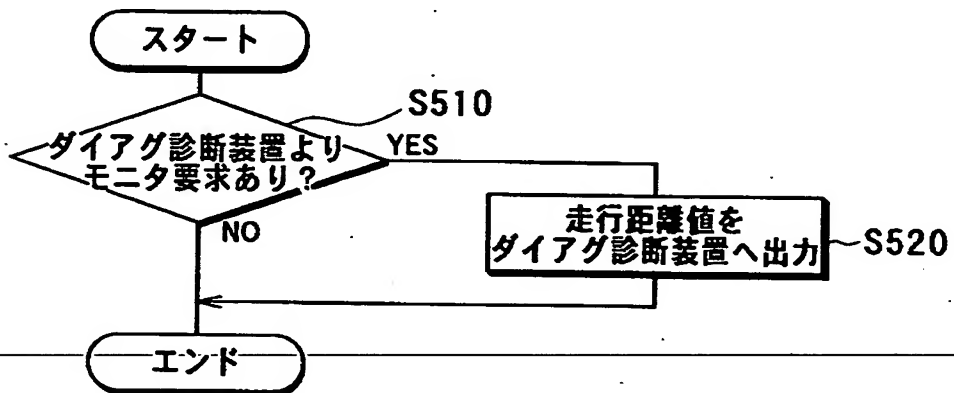 スタート
S510
ダイアグ診断装置より
モニタ要求あり？
YES
NO
走行距離値を
ダイアグ診断装置へ出力
S520
エンド